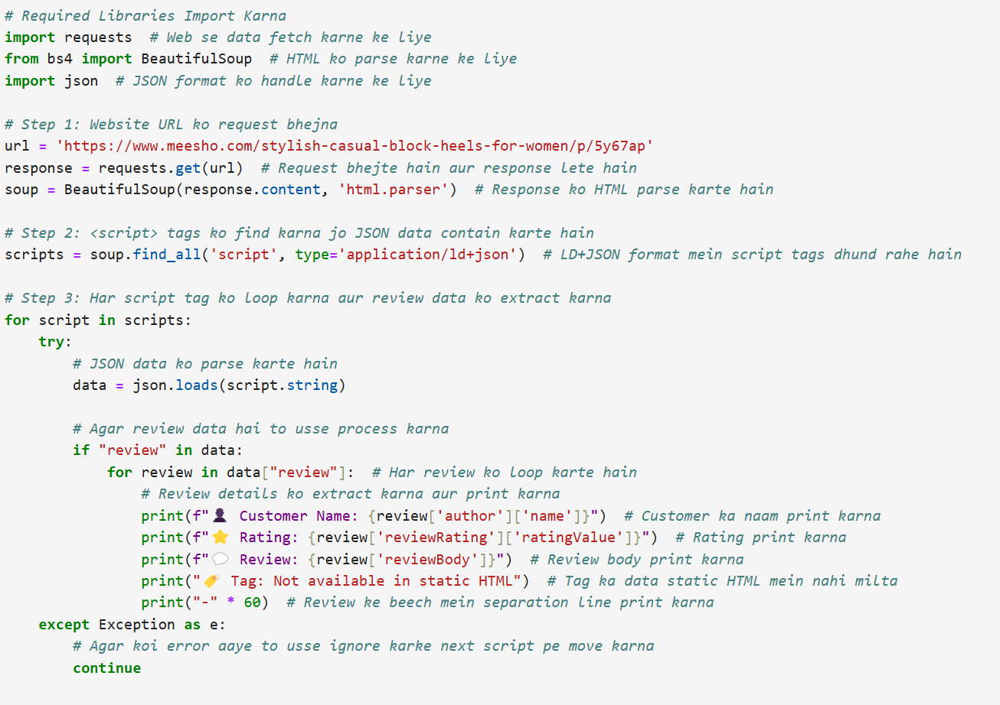 # Required Libraries Import Karna
import requests  # Web se data fetch karne ke liye
from bs4 import BeautifulSoup  # HTML ko parse karne ke liye
import json  # JSON format ko handle karne ke liye

# Step 1: Website URL ko request bhejna
url = 'https://www.meesho.com/stylish-casual-block-heels-for-women/p/5y67ap'
response = requests.get(url)  # Request bhejte hain aur response lete hain
soup = BeautifulSoup(response.content, 'html.parser')  # Response ko HTML parse karte hain

# Step 2: <script> tags ko find karna jo JSON data contain karte hain
scripts = soup.find_all('script', type='application/ld+json')  # LD+JSON format mein script tags dhund rahe hain

# Step 3: Har script tag ko loop karna aur review data ko extract karna
for script in scripts:
    try:
        # JSON data ko parse karte hain
        data = json.loads(script.string)

        # Agar review data hai to usse process karna
        if "review" in data:
            for review in data["review"]:  # Har review ko loop karte hain
                # Review details ko extract karna aur print karna
                print(f"👤 Customer Name: {review['author']['name']}")  # Customer ka naam print karna
                print(f"⭐ Rating: {review['reviewRating']['ratingValue']}")  # Rating print karna
                print(f"💬 Review: {review['reviewBody']}")  # Review body print karna
                print("🏷️ Tag: Not available in static HTML")  # Tag ka data static HTML mein nahi milta
                print("-" * 60)  # Review ke beech mein separation line print karna
    except Exception as e:
        # Agar koi error aaye to usse ignore karke next script pe move karna
        continue